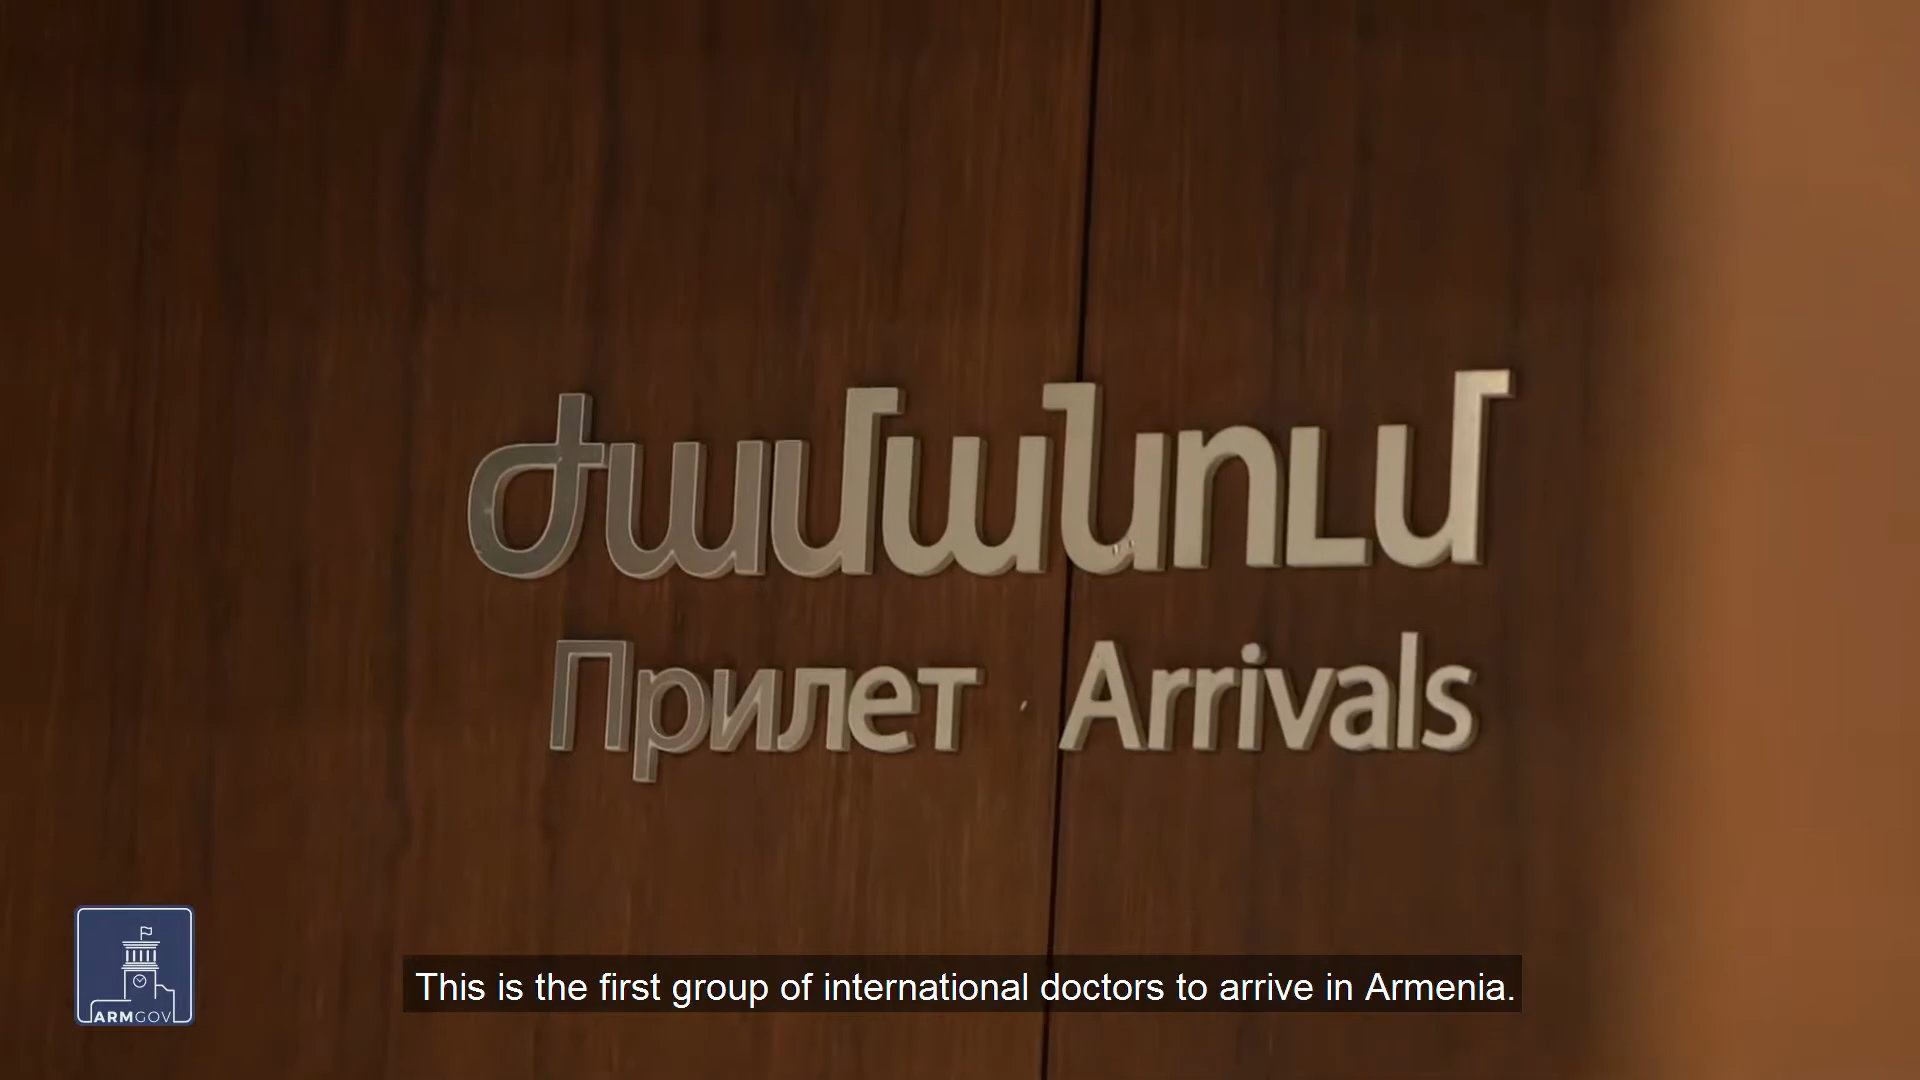 Ժամանում
Прилет Arrivals
ARMGOV
This is the first group of international doctors to arrive in Armenia.